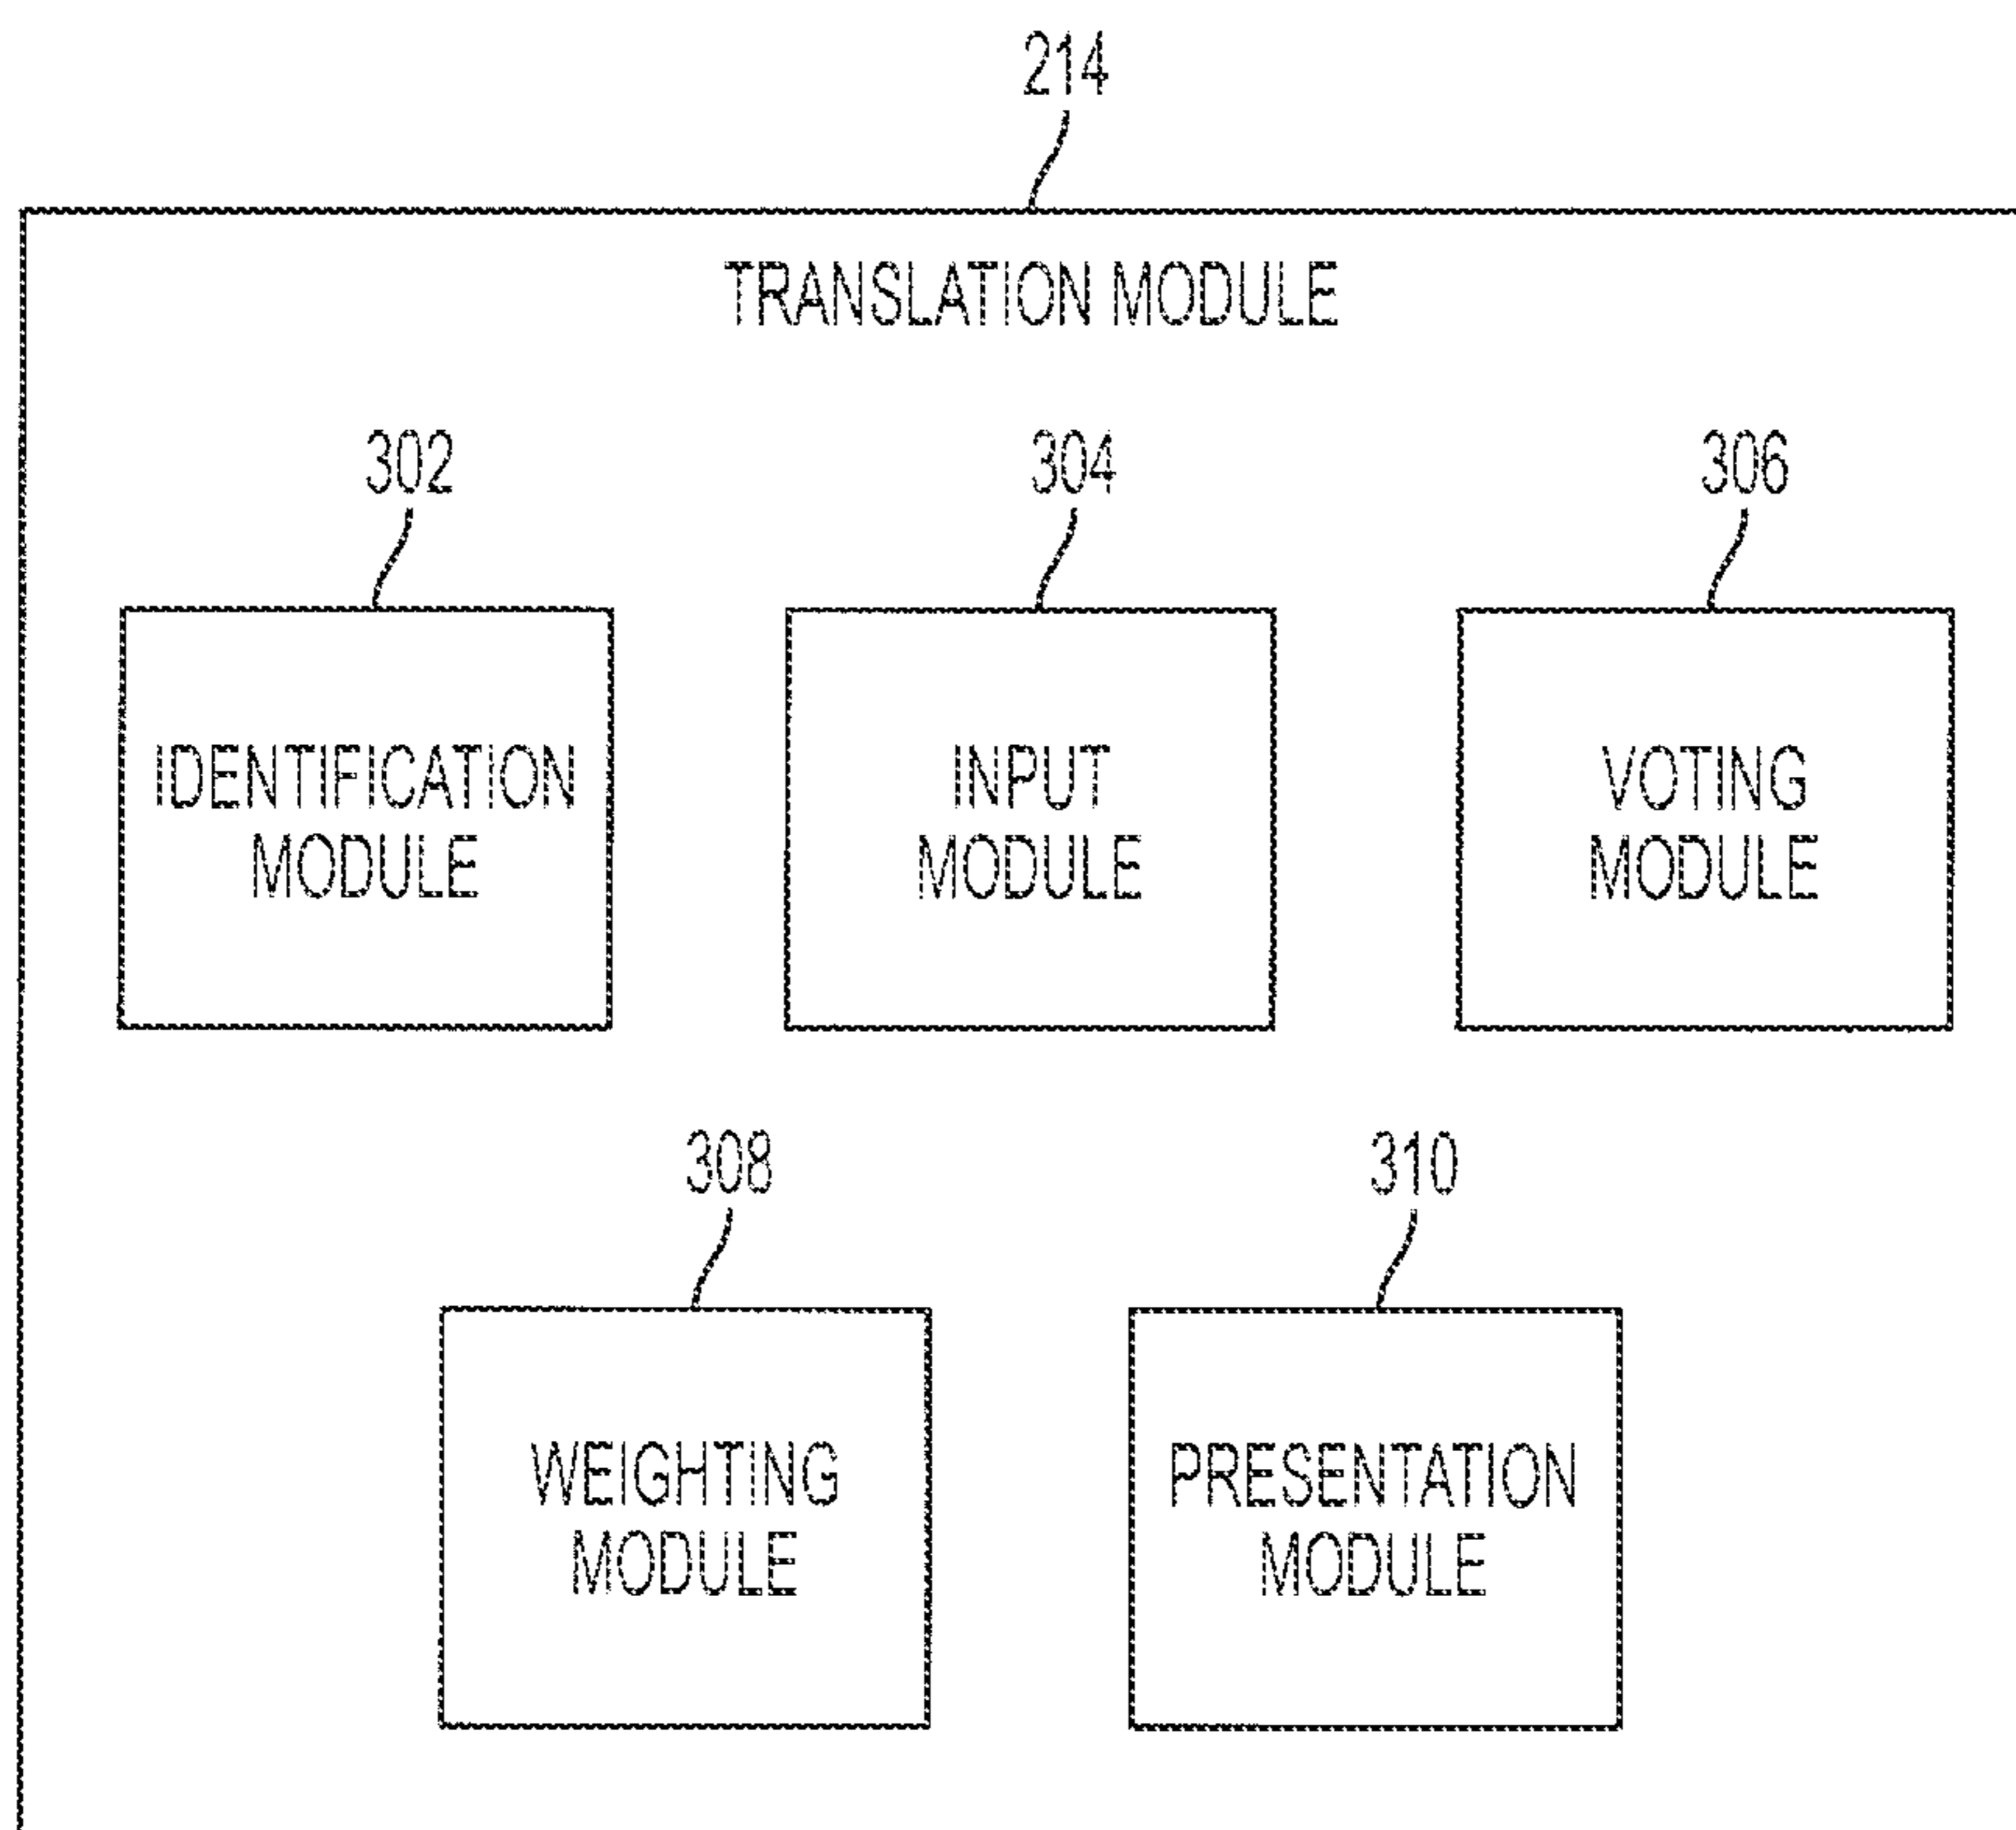 214
TRANSLATION MODULE
302
304
306
IDENTIFICATION
MODULE
INPUT
MODULE
VOTING
MODULE
308
310
WEIGHTING
MODULE
PRESENTATION
MODULE